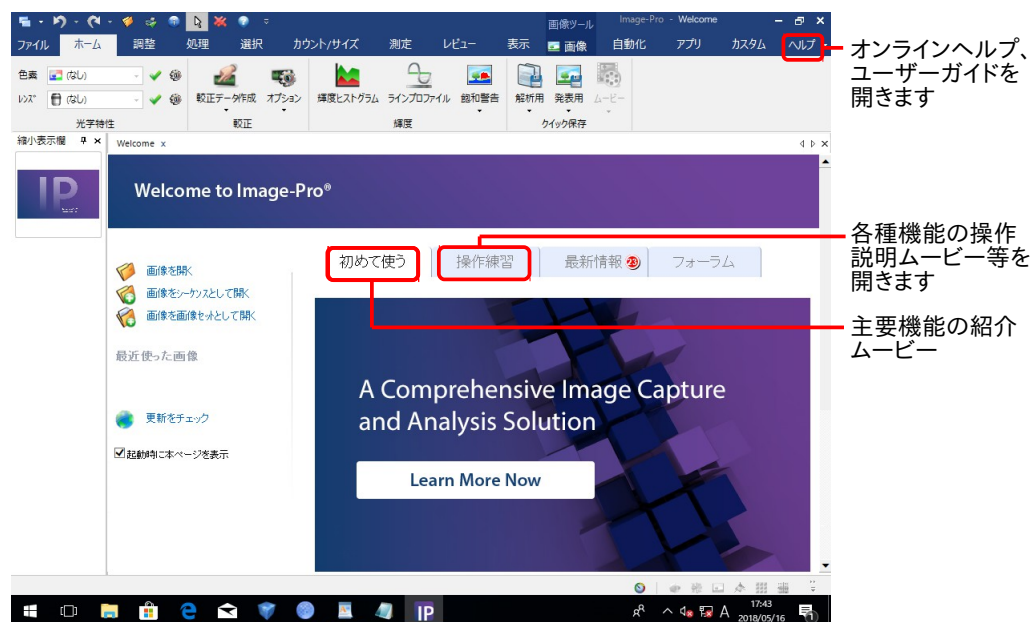 画像ツール
Image-Pro - Welcome
ファイル ホーム 調整 処理 選択 カウント/サイズ 測定 レビュー 表示 画像 自動化 アプリ カスタム ヘルプ
オンラインヘルプ、
ユーザーガイドを
開きます
色素 (なし)
レンズ (なし)
較正データ作成 オプション 輝度ヒストグラム ラインプロファイル 飽和警告 解析用 発表用 ムービー
光学特性 較正 輝度 クイック保存
縮小表示欄
Welcome x
IP
Welcome to Image-Pro®
初めて使う 操作練習 最新情報 23 フォーラム
各種機能の操作
説明ムービー等を
開きます
画像を開く
画像をシーケンスとして開く
画像を画像セットとして開く
主要機能の紹介
ムービー
最近使った画像
A Comprehensive Image Capture
and Analysis Solution
更新をチェック
起動時に本ページを表示
Learn More Now
IP
A
17:43
2018/05/16
1